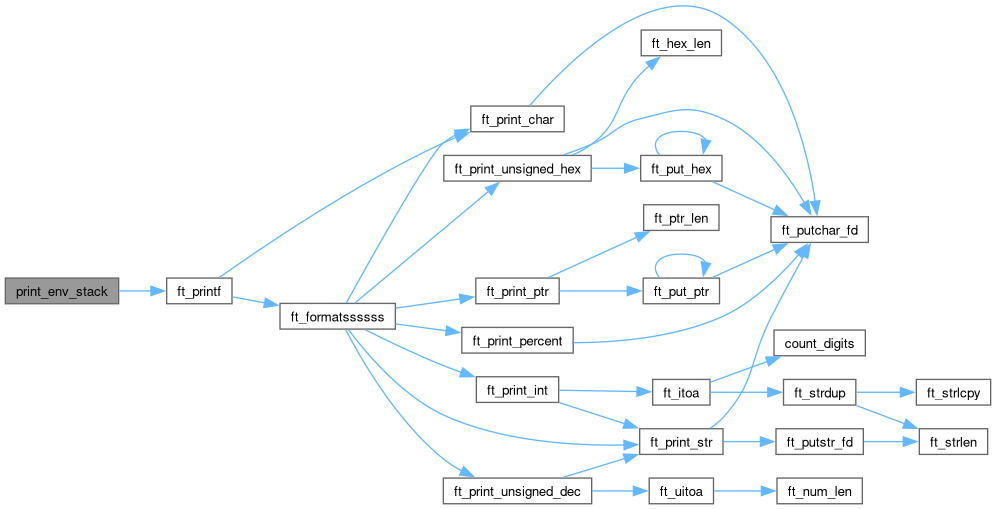 print_env_stack
ft_printf
ft_formatssssss
ft_print_char
ft_print_unsigned_hex
ft_print_ptr
ft_print_percent
ft_print_int
ft_print_unsigned_dec
ft_hex_len
ft_put_hex
ft_ptr_len
ft_put_ptr
ft_itoa
ft_print_str
ft_uitoa
ft_putchar_fd
count_digits
ft_strdup
ft_putstr_fd
ft_num_len
ft_strlcpy
ft_strlen